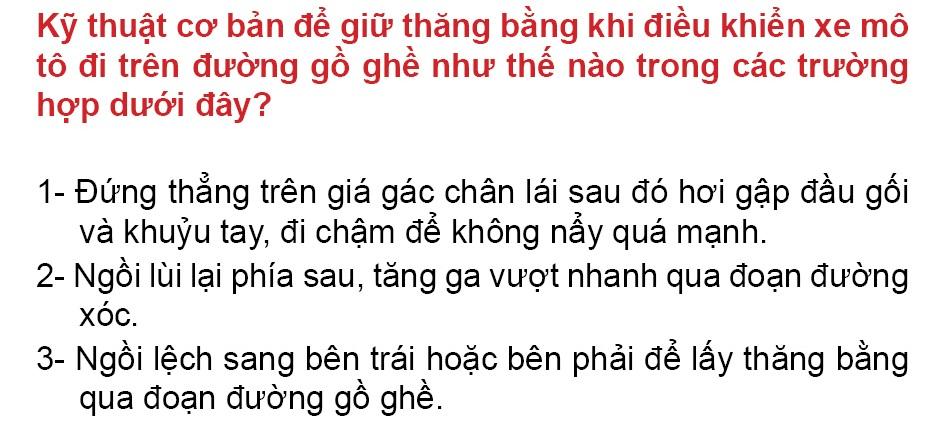 Kỹ thuật cơ bản để giữ thăng bằng khi điều khiển xe mô
tô đi trên đường gồ ghề như thế nào trong các trường
hợp dưới đây?
1- Đứng thẳng trên giá gác chân lái sau đó hơi gập đầu gối
và khuỷu tay, đi chậm để không nẩy quá mạnh.
2- Ngồi lùi lại phía sau, tăng ga vượt nhanh qua đoạn đường
xóc.
3- Ngồi lệch sang bên trái hoặc bên phải để lấy thăng bằng
qua đoạn đường gồ ghề.